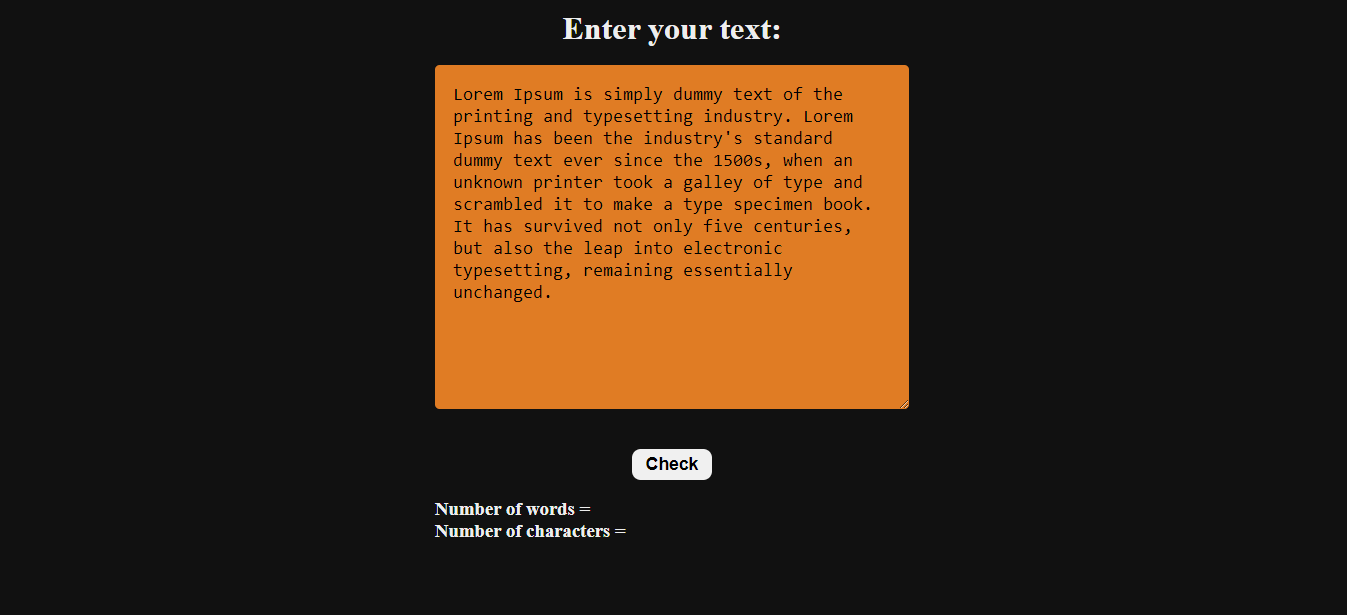 Enter your text:
Lorem Ipsum is simply dummy text of the
printing and typesetting industry. Lorem
Ipsum has been the industry's standard
dummy text ever since the 1500s, when an
unknown printer took a galley of type and
scrambled it to make a type specimen book.
It has survived not only five centuries,
but also the leap into electronic
typesetting, remaining essentially
unchanged.
Check
Number of words =
Number of characters =